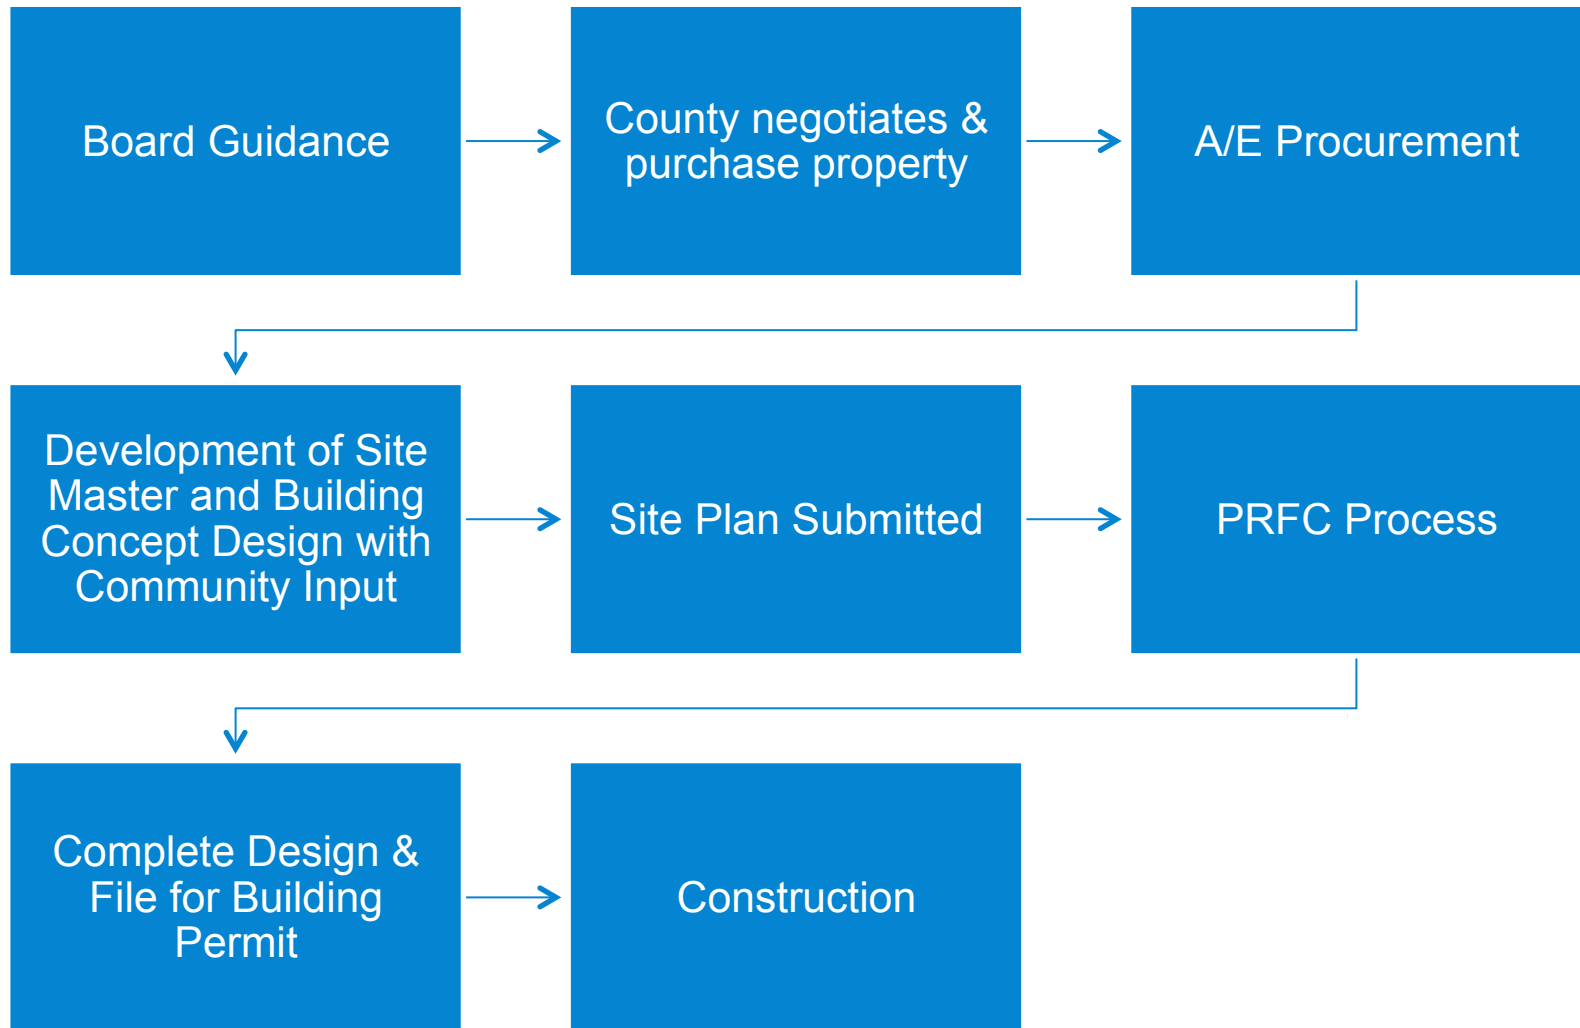 Board Guidance
County negotiates &
purchase property
A/E Procurement
Development of Site
Master and Building
Concept Design with
Community Input
Site Plan Submitted
PRFC Process
Complete Design &
File for Building
Permit
Construction